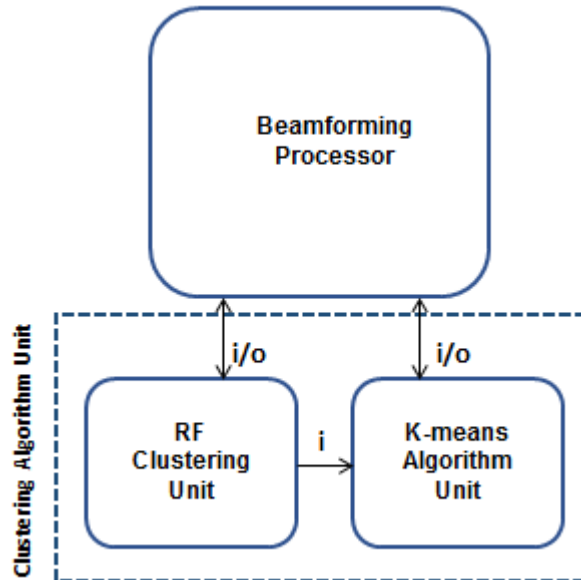 Beamforming
Processor
i/o
i/o
RF
Clustering
Unit
i
K-means
Algorithm
Unit
Clustering Algorithm Unit